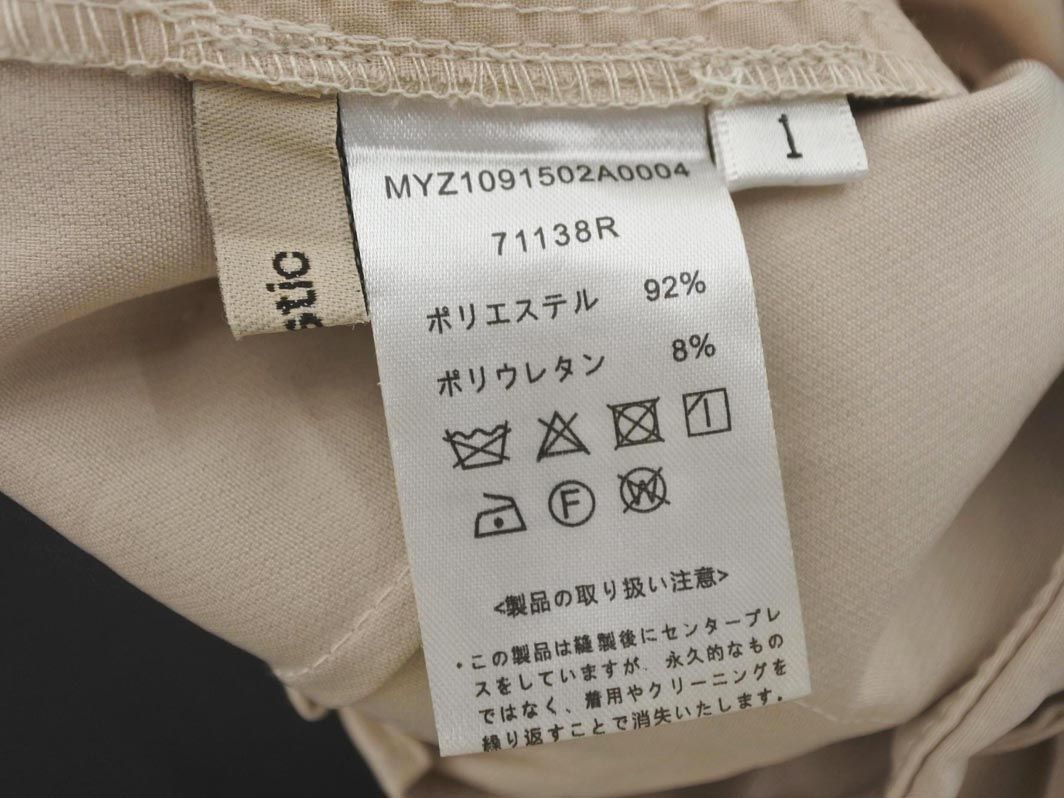 1
MYZ1091502A0004
71138R
stic
ポリエステル 92%
ポリウレタン 8%
F
W
<製品の取り扱い注意>
・この製品は縫製後にセンタープレ
スをしていますが、永久的なもの
ではなく、着用やクリーニングを
繰り返すことで消失いたします。